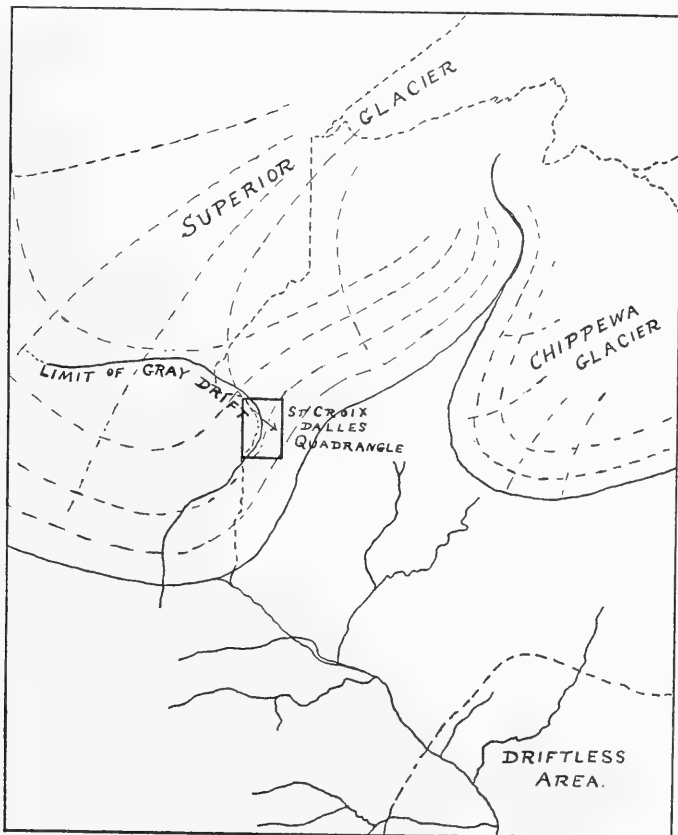 SUPERIOR GLACIER
CHIPPEWA
GLACIER
LIMIT OF GRAY DRIFT
ST. CROIX
DALLES
QUADRANGLE
DRIFTLESS
AREA.